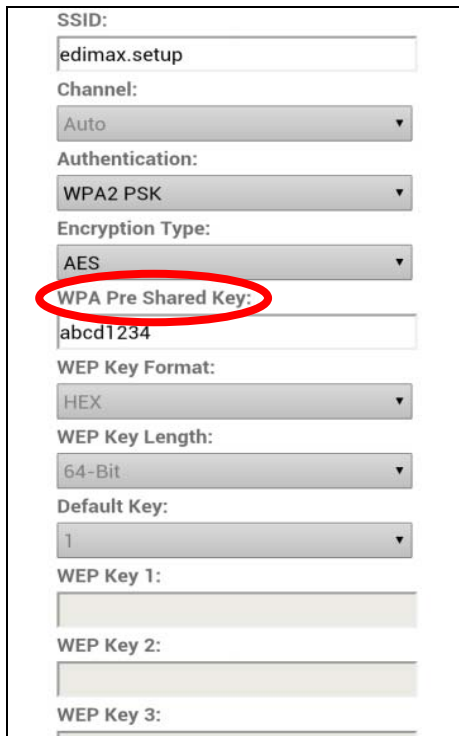 SSID:
edimax.setup
Channel:
Auto
Authentication:
WPA2 PSK
Encryption Type:
AES
WPA Pre Shared Key:
abcd1234
WEP Key Format:
HEX
WEP Key Length:
64-Bit
Default Key:
1
WEP Key 1:
WEP Key 2:
WEP Key 3: